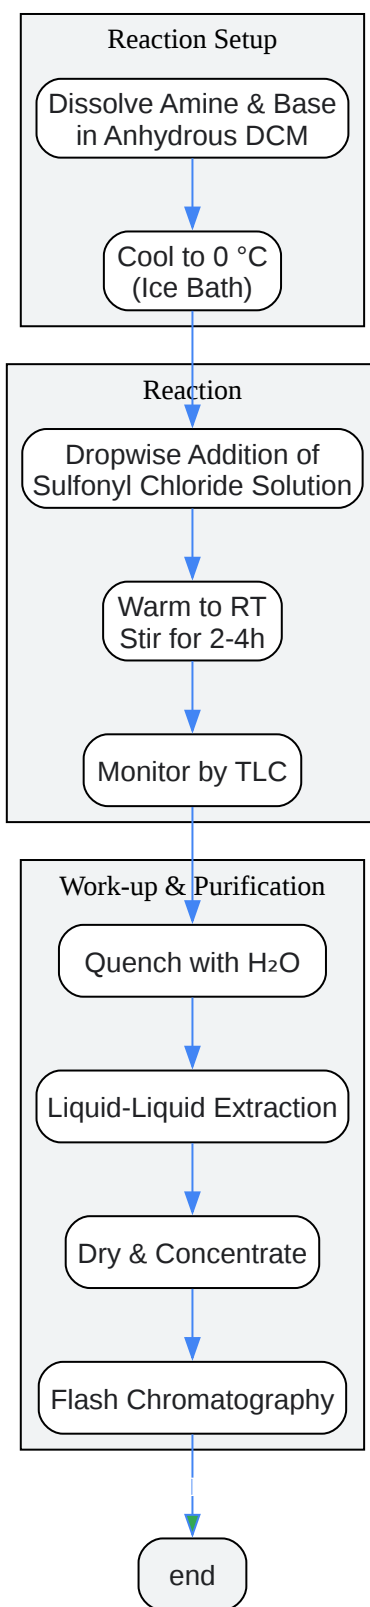 Reaction Setup
Dissolve Amine & Base
in Anhydrous DCM
Cool to 0 °C
(Ice Bath)
Reaction
Dropwise Addition of
Sulfonyl Chloride Solution
Warm to RT
Stir for 2-4h
Monitor by TLC
Work-up & Purification
Quench with H₂O
Liquid-Liquid Extraction
Dry & Concentrate
Flash Chromatography
end